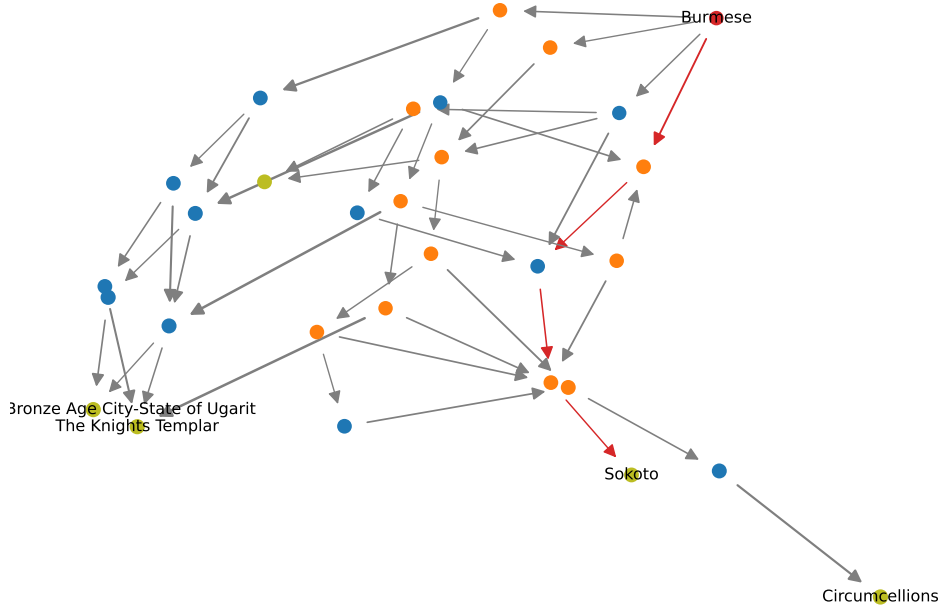 Burmese
Bronze Age City-State of Ugarit
The Knights Templar
Sokoto
Circumcellions